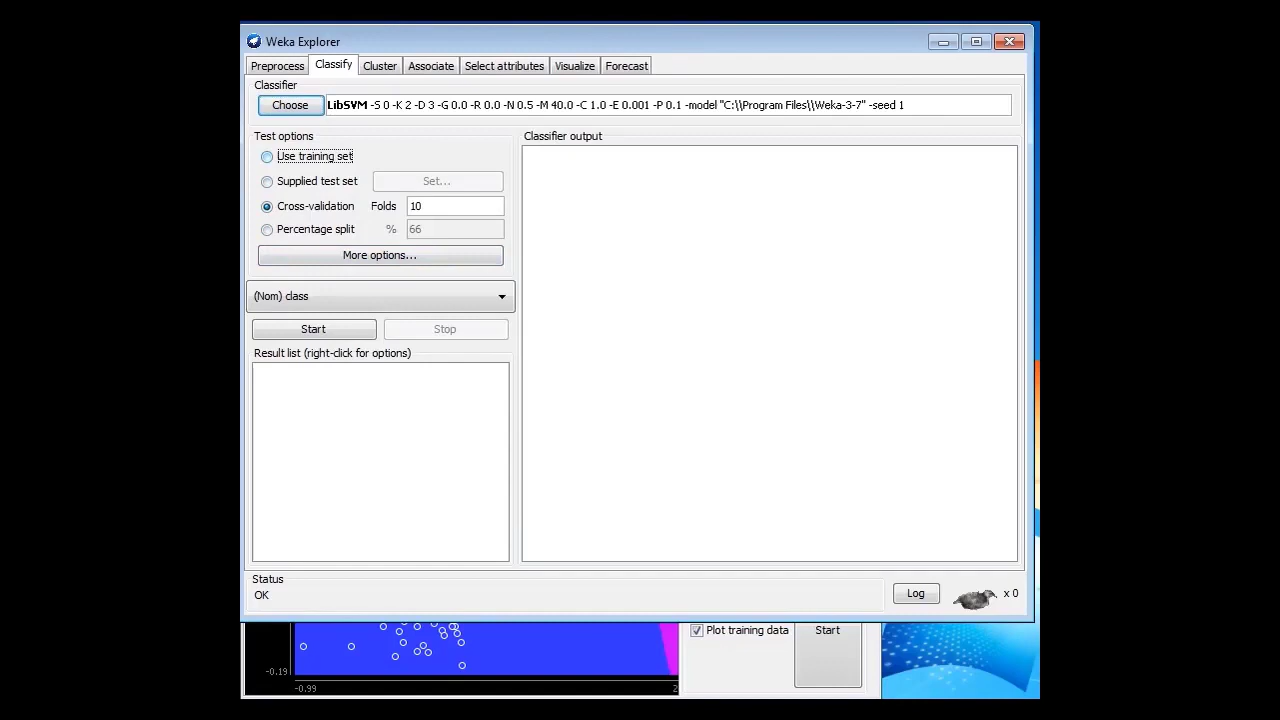 Weka Explorer
Preprocess Classify Cluster Associate Select attributes Visualize Forecast
Classifier
Choose LibSVM -S 0 -K 2 -D 3 -G 0.0 -R 0.0 -N 0.5 -M 40.0 -C 1.0 -E 0.001 -P 0.1 -model "C:\\Program Files\\Weka-3-7" -seed 1
Test options
Use training set
Supplied test set Set...
Cross-validation Folds 10
Percentage split % 66
More options...
(Nom) class
Start Stop
Result list (right-click for options)
Classifier output
Status
OK
Log x 0
Plot training data Start
-0.19
-0.99 2